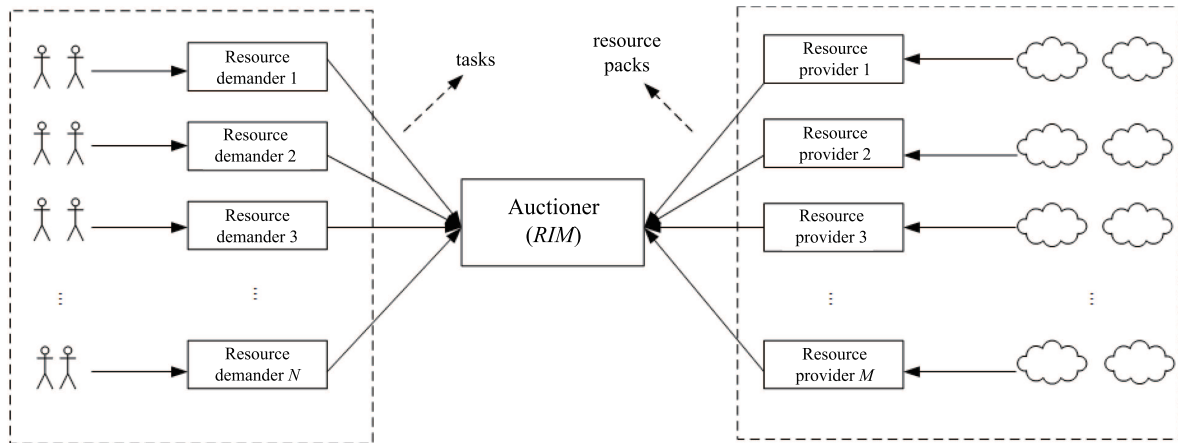 Resource
demander 1
Resource
demander 2
Resource
demander 3
...
...
Resource
demander N
tasks
resource
packs
Auctioner
(RIM)
Resource
provider 1
Resource
provider 2
Resource
provider 3
...
...
Resource
provider M